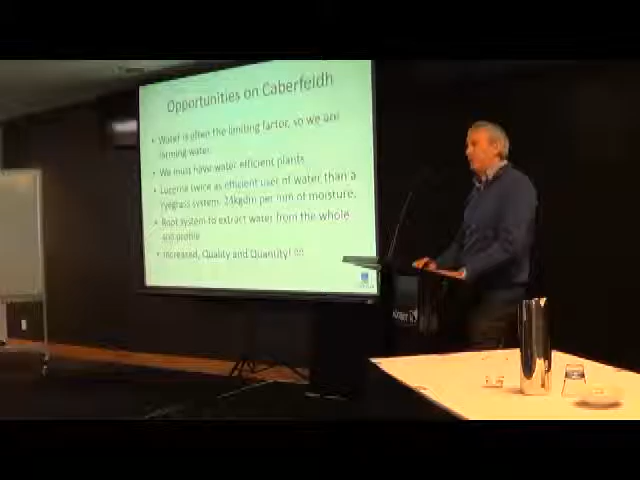 Opportunities on Caberfeidh
• Water is often the limiting factor, so we are
farming water.
• We must have water efficient plants
• Lucerne twice as efficient user of water than a
ryegrass system. 24kgdm per mm of moisture.
• Root system to extract water from the whole
soil profile
• Increased, Quality and Quantity! !!!